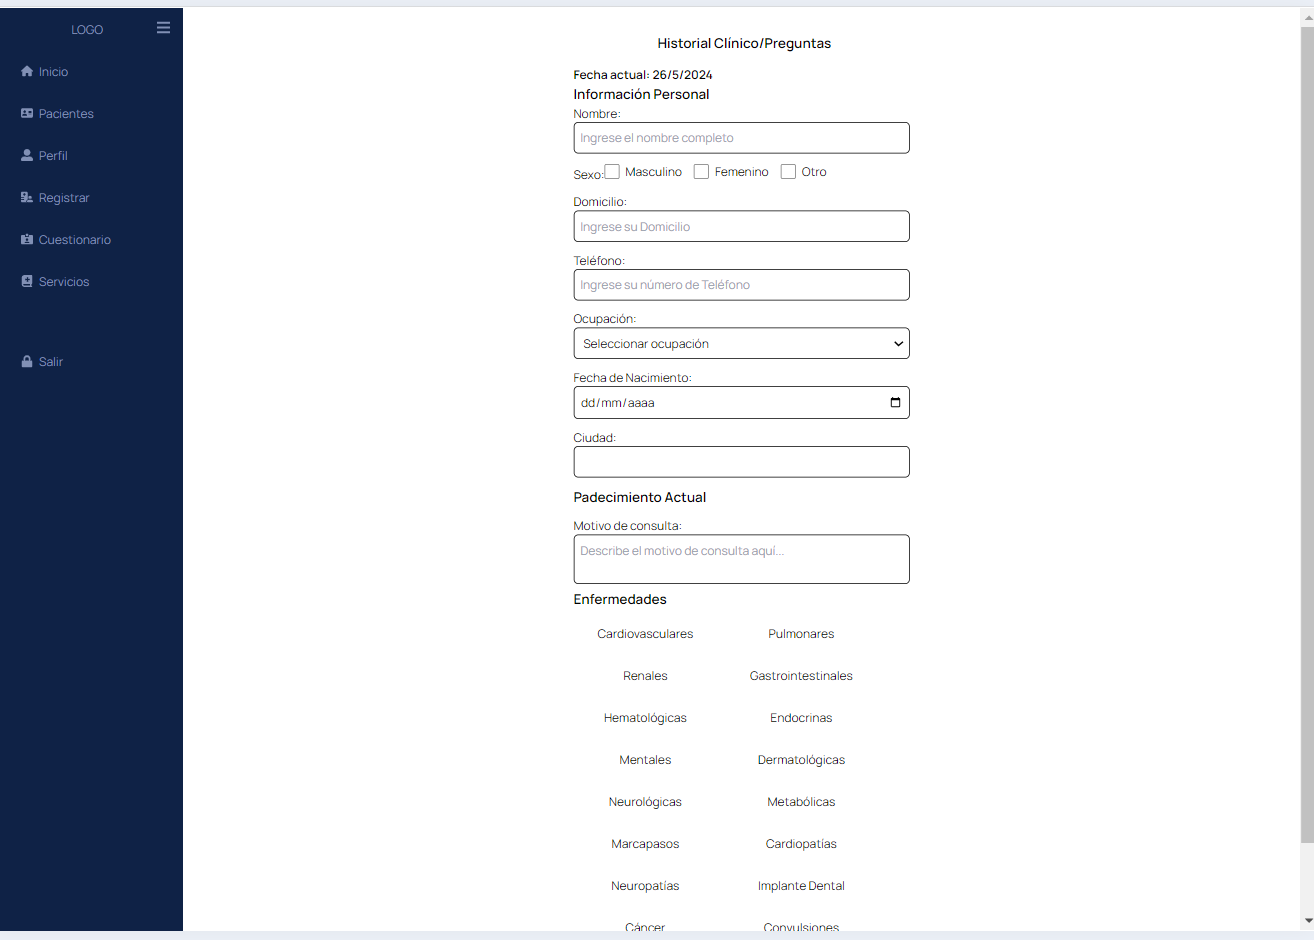 LOGO
Inicio
Pacientes
Perfil
Registrar
Cuestionario
Servicios
Salir
Historial Clínico/Preguntas
Fecha actual: 26/5/2024
Información Personal
Nombre:
Ingrese el nombre completo
Sexo: Masculino Femenino Otro
Domicilio:
Ingrese su Domicilio
Teléfono:
Ingrese su número de Teléfono
Ocupación:
Seleccionar ocupación
Fecha de Nacimiento:
dd/mm/aaaa
Ciudad:
Padecimiento Actual
Motivo de consulta:
Describe el motivo de consulta aquí...
Enfermedades
Cardiovasculares Pulmonares
Renales Gastrointestinales
Hematológicas Endocrinas
Mentales Dermatológicas
Neurológicas Metabólicas
Marcapasos Cardiopatías
Neuropatías Implante Dental
Cáncer Convulsiones